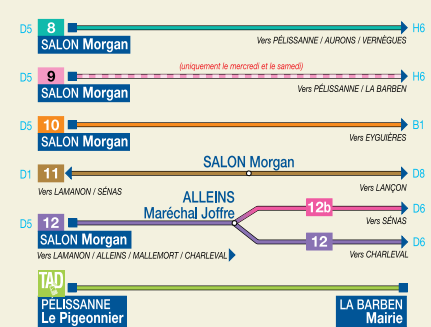 D5 8 H6
SALON Morgan
Vers PÉLISSANNE / AURONS / VERNÈGUES
(uniquement le mercredi et le samedi)
D5 9 H6
SALON Morgan
Vers PÉLISSANNE / LA BARBEN
D5 10 B1
SALON Morgan
Vers EYGUIÈRES
SALON Morgan
D1 11 D8
Vers LAMANON / SÉNAS
Vers LANÇON
ALLEINS
Maréchal Joffre
12b D6
Vers SÉNAS
D5 12
SALON Morgan
12 D6
Vers LAMANON / ALLEINS / MALLEMORT / CHARLEVAL
Vers CHARLEVAL
TAD
PÉLISSANNE
Le Pigeonnier
LA BARBEN
Mairie